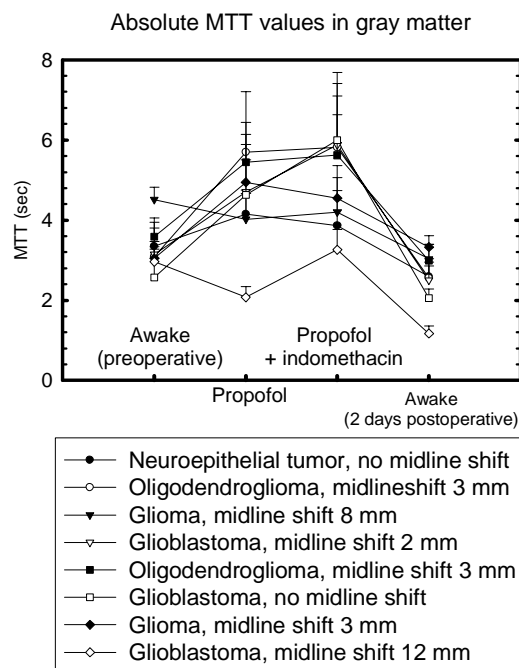 Absolute MTT values in gray matter
8
6
4
2
0
MTT (sec)
Awake
(preoperative)
Propofol
+ indomethacin
Propofol
Awake
(2 days postoperative)
Neuroepithelial tumor, no midline shift
Oligodendroglioma, midlineshift 3 mm
Glioma, midline shift 8 mm
Glioblastoma, midline shift 2 mm
Oligodendroglioma, midline shift 3 mm
Glioblastoma, no midline shift
Glioma, midline shift 3 mm
Glioblastoma, midline shift 12 mm